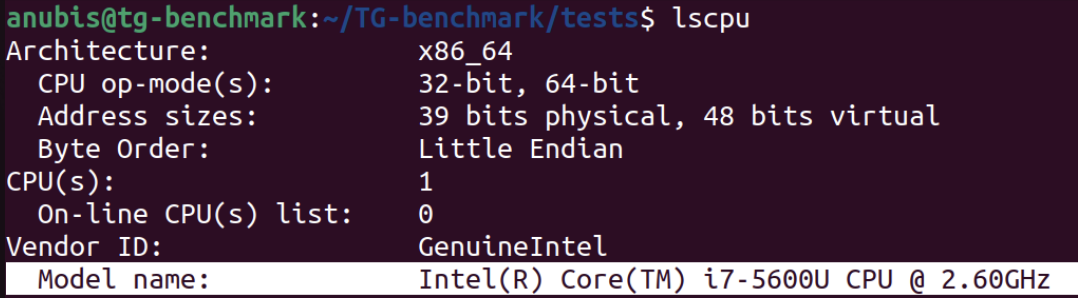 anubis@tg-benchmark:~/TG-benchmark/tests$ lscpu
Architecture: x86_64
CPU op-mode(s): 32-bit, 64-bit
Address sizes: 39 bits physical, 48 bits virtual
Byte Order: Little Endian
CPU(s): 1
On-line CPU(s) list: 0
Vendor ID: GenuineIntel
Model name: Intel(R) Core(TM) i7-5600U CPU @ 2.60GHz